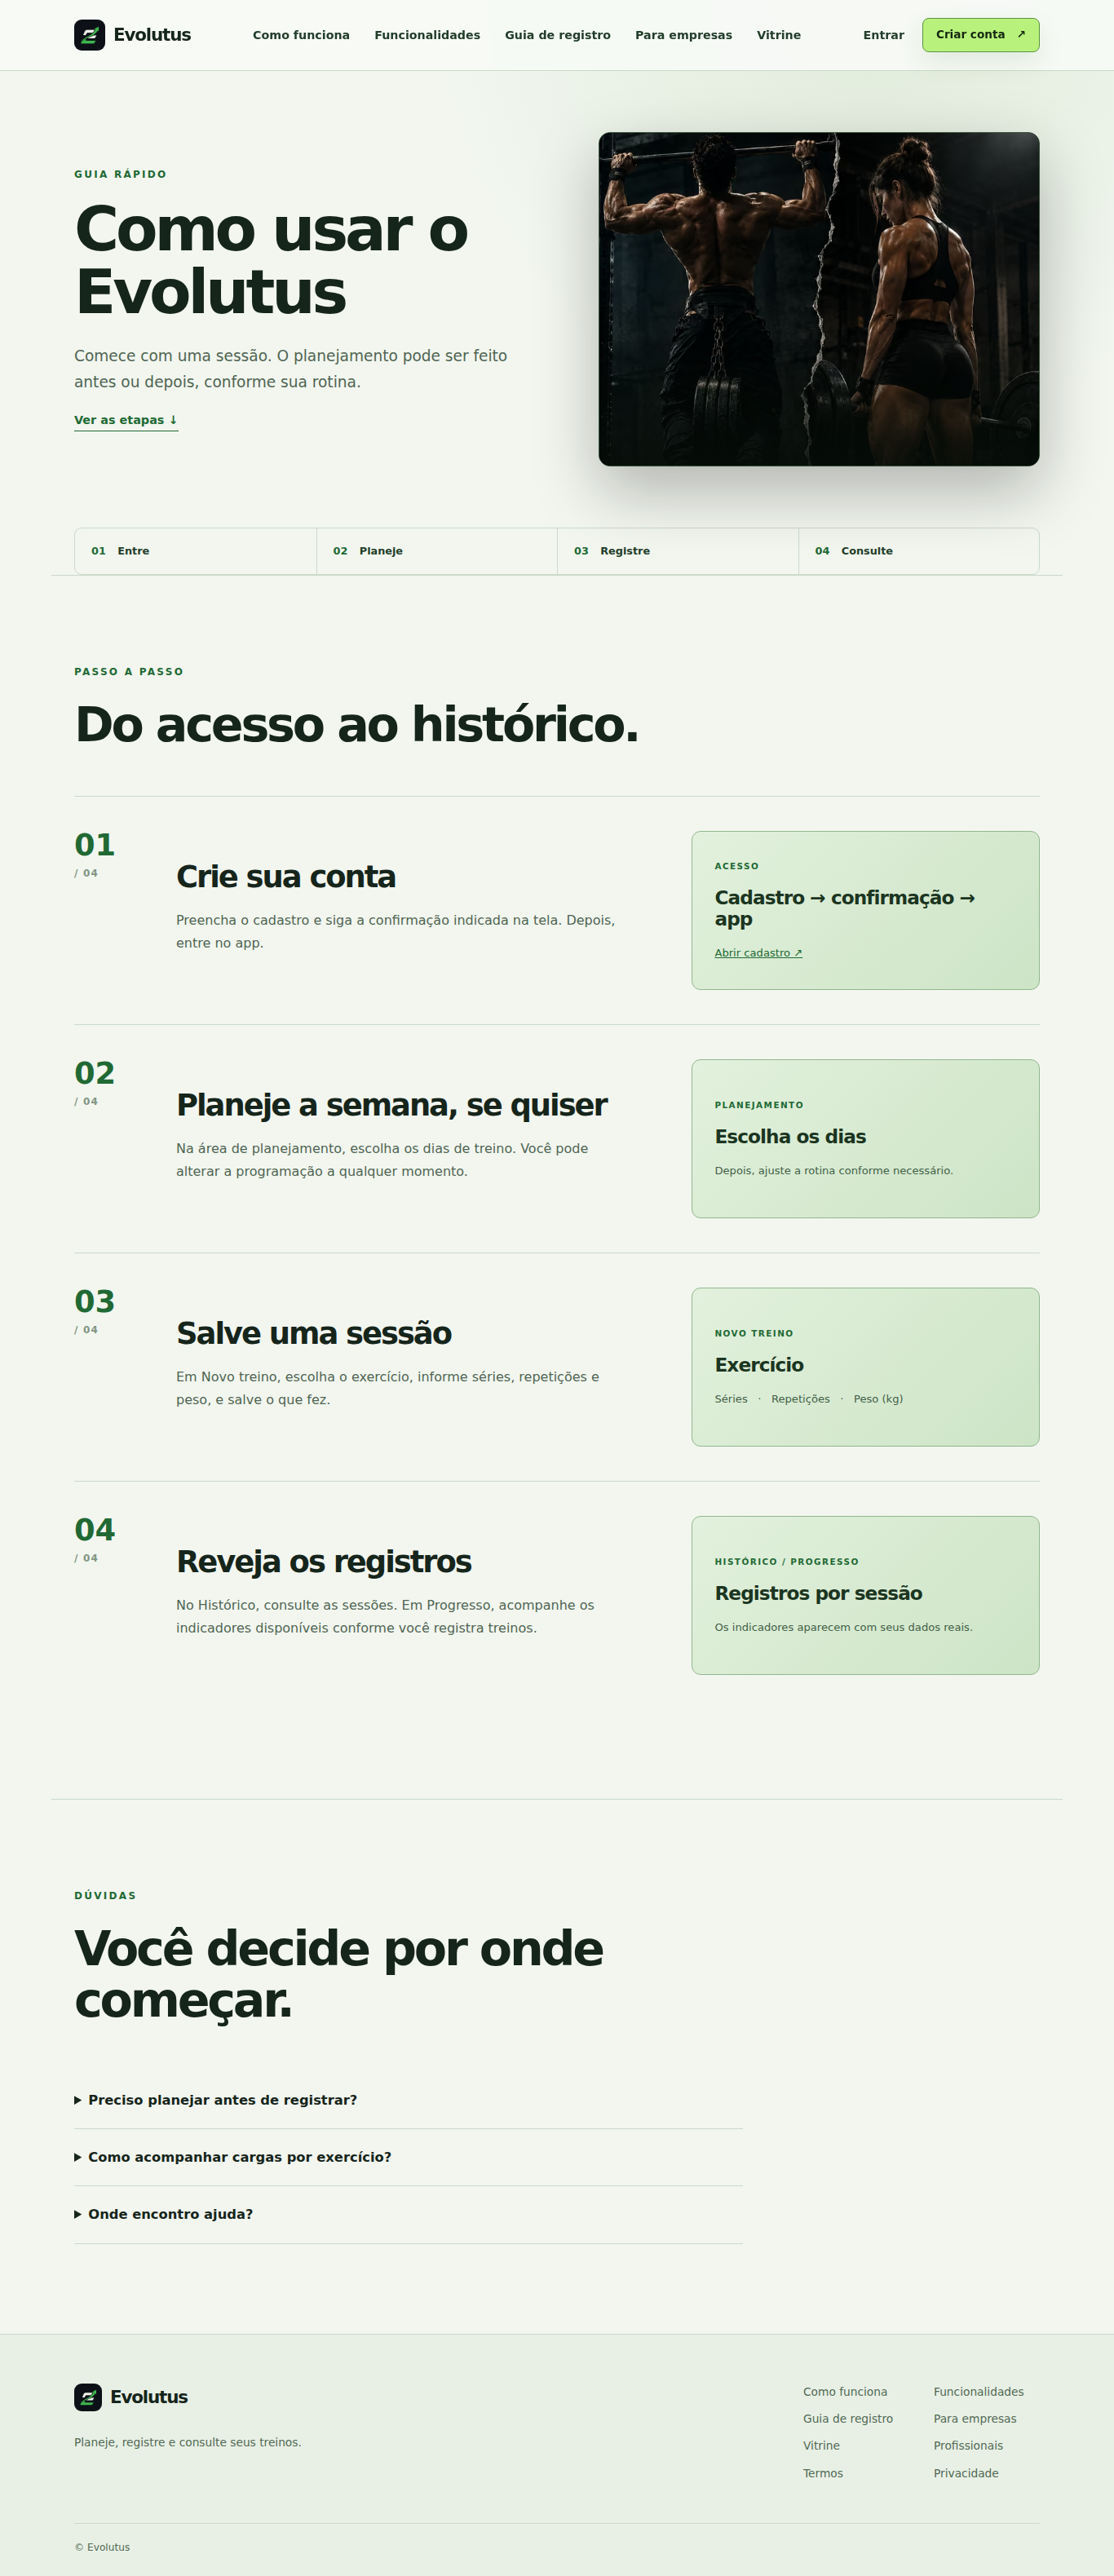 Evolutus
Como funciona
Funcionalidades
Guia de registro
Para empresas
Vitrine
Entrar
Criar conta ↗
GUIA RÁPIDO
Como usar o
Evolutus
Comece com uma sessão. O planejamento pode ser feito
antes ou depois, conforme sua rotina.
Ver as etapas ↓
01 Entre
02 Planeje
03 Registre
04 Consulte
PASSO A PASSO
Do acesso ao histórico.
01
/ 04
Crie sua conta
Preencha o cadastro e siga a confirmação indicada na tela. Depois,
entre no app.
ACESSO
Cadastro → confirmação →
app
Abrir cadastro ↗
02
/ 04
Planeje a semana, se quiser
Na área de planejamento, escolha os dias de treino. Você pode
alterar a programação a qualquer momento.
PLANEJAMENTO
Escolha os dias
Depois, ajuste a rotina conforme necessário.
03
/ 04
Salve uma sessão
Em Novo treino, escolha o exercício, informe séries, repetições e
peso, e salve o que fez.
NOVO TREINO
Exercício
Séries · Repetições · Peso (kg)
04
/ 04
Reveja os registros
No Histórico, consulte as sessões. Em Progresso, acompanhe os
indicadores disponíveis conforme você registra treinos.
HISTÓRICO / PROGRESSO
Registros por sessão
Os indicadores aparecem com seus dados reais.
DÚVIDAS
Você decide por onde
começar.
▶ Preciso planejar antes de registrar?
▶ Como acompanhar cargas por exercício?
▶ Onde encontro ajuda?
Evolutus
Planeje, registre e consulte seus treinos.
Como funciona
Funcionalidades
Guia de registro
Para empresas
Vitrine
Profissionais
Termos
Privacidade
© Evolutus